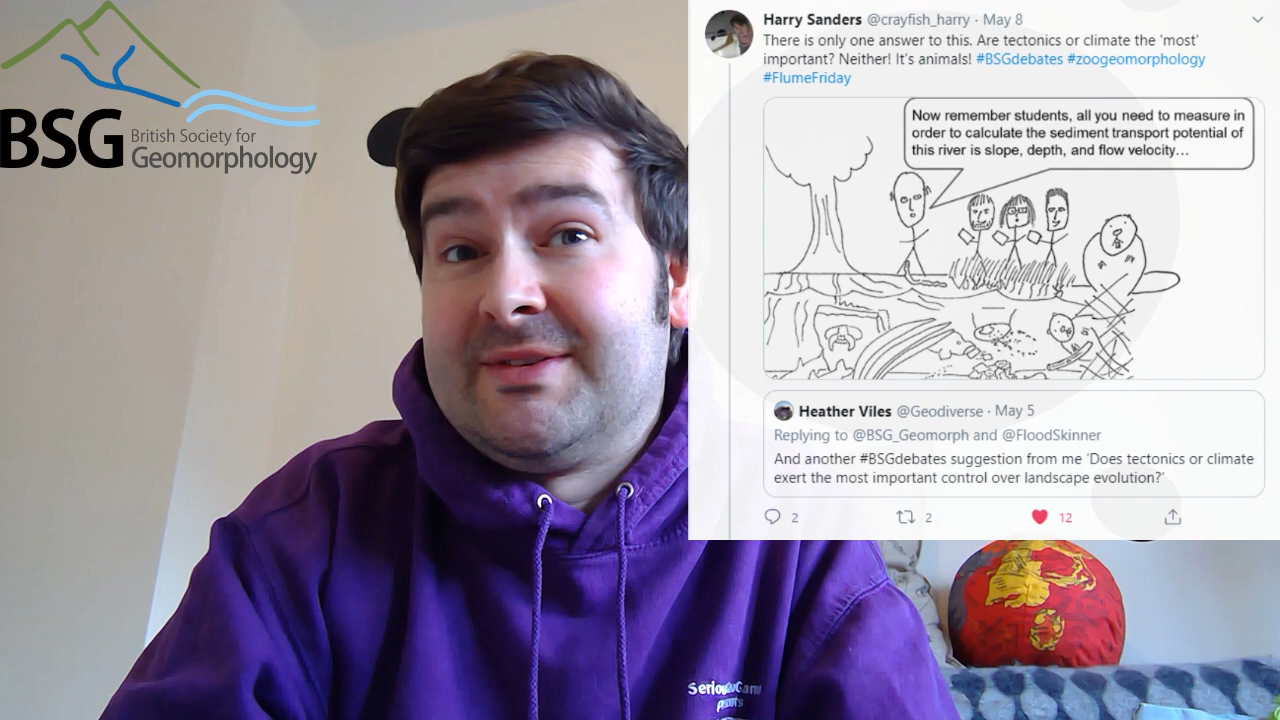 BSG
British Society for
Geomorphology
Harry Sanders @crayfish_harry · May 8
There is only one answer to this. Are tectonics or climate the 'most'
important? Neither! It's animals! #BSGdebates #zoogeomorphology
#FlumeFriday
Now remember students, all you need to measure in
order to calculate the sediment transport potential of
this river is slope, depth, and flow velocity…
Heather Viles @Geodiverse · May 5
Replying to @BSG_Geomorph and @FloodSkinner
And another #BSGdebates suggestion from me 'Does tectonics or climate
exert the most important control over landscape evolution?'
2
2
12